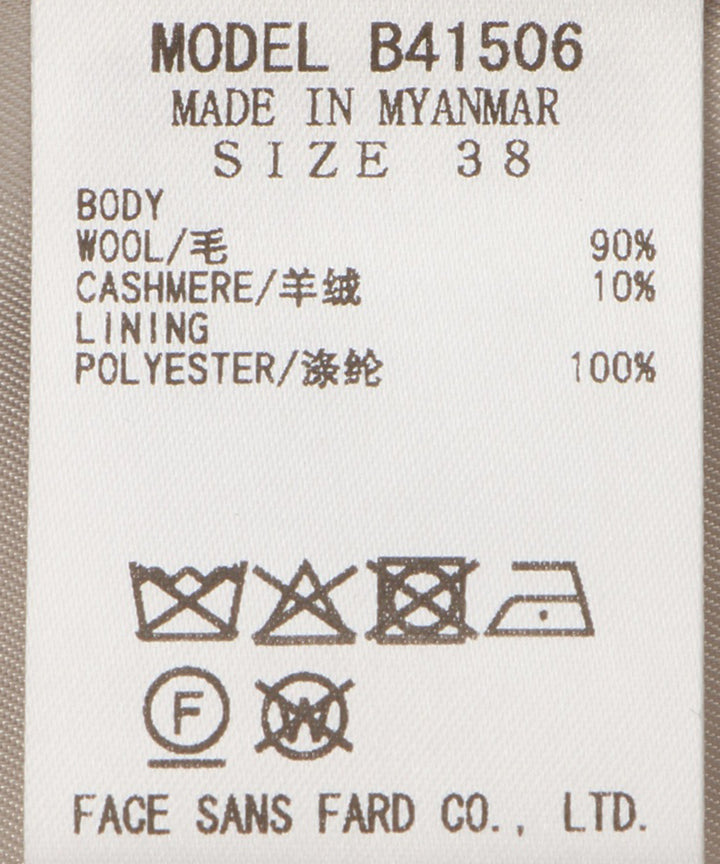 MODEL B41506
MADE IN MYANMAR
SIZE 38
BODY
WOOL/毛 90%
CASHMERE/羊绒 10%
LINING
POLYESTER/涤纶 100%
F W
FACE SANS FARD CO., LTD.